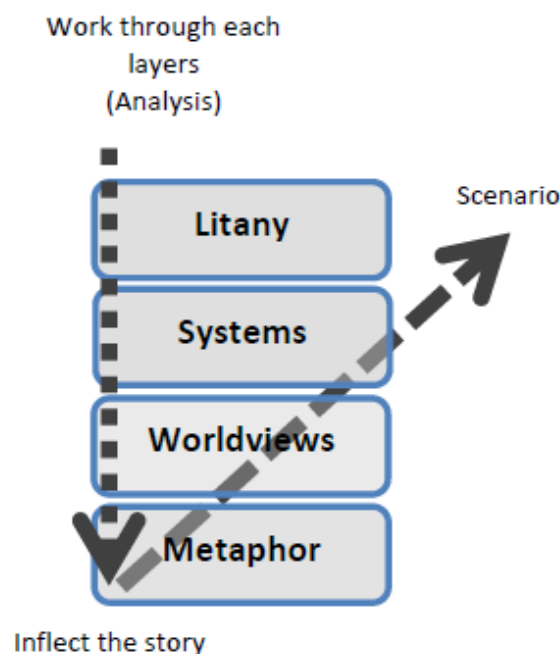 Work through each
layers
(Analysis)
Scenario
Litany
Systems
Worldviews
Metaphor
Inflect the story